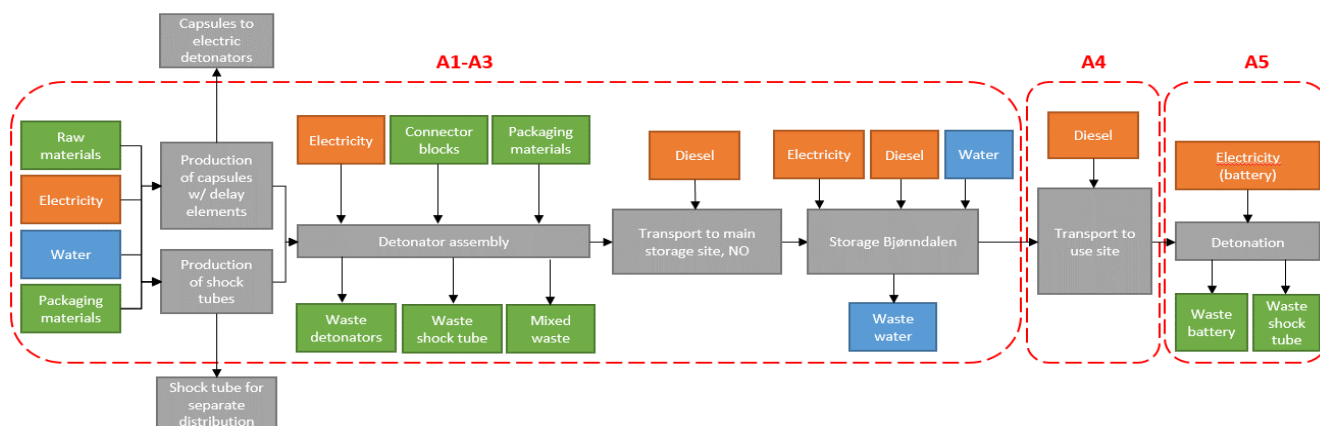 Capsules to
electric
detonators
A1-A3
A4
A5
Raw
materials
Electricity
Water
Packaging
materials
Production
of capsules
w/ delay
elements
Production
of shock
tubes
Electricity
Connector
blocks
Packaging
materials
Detonator assembly
Waste
detonators
Waste
shock tube
Mixed
waste
Diesel
Transport to main
storage site, NO
Electricity
Diesel
Water
Storage Bjønndalen
Waste
water
Diesel
Transport to
use site
Electricity
(battery)
Detonation
Waste
battery
Waste
shock
tube
Shock tube for
separate
distribution